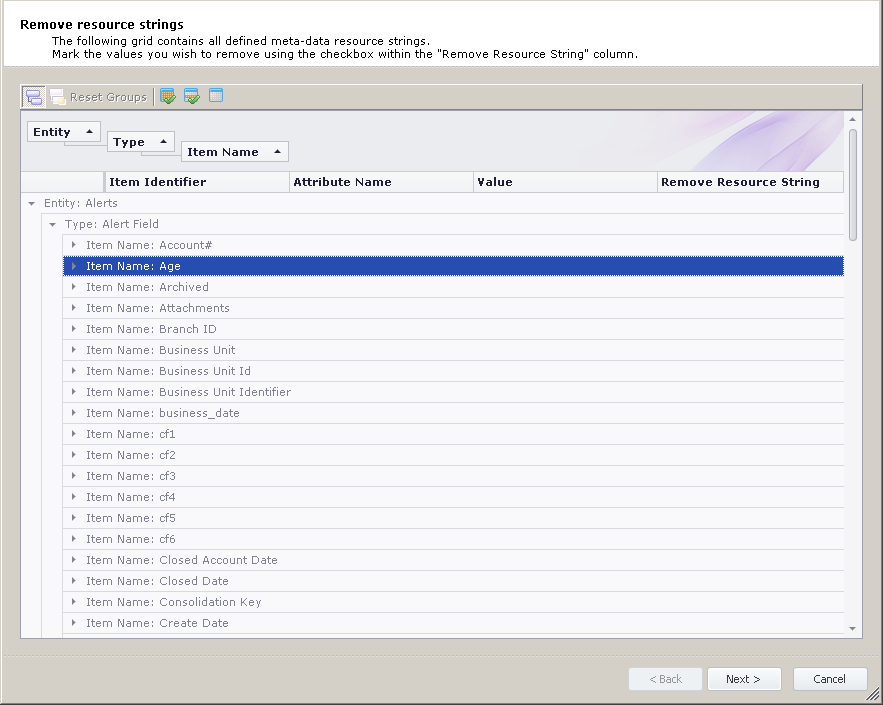 Remove resource strings
The following grid contains all defined meta-data resource strings.
Mark the values you wish to remove using the checkbox within the "Remove Resource String" column.
Reset Groups
Entity
Type
Item Name
Item Identifier Attribute Name Value Remove Resource String
Entity: Alerts
Type: Alert Field
Item Name: Account#
Item Name: Age
Item Name: Archived
Item Name: Attachments
Item Name: Branch ID
Item Name: Business Unit
Item Name: Business Unit Id
Item Name: Business Unit Identifier
Item Name: business_date
Item Name: cf1
Item Name: cf2
Item Name: cf3
Item Name: cf4
Item Name: cf5
Item Name: cf6
Item Name: Closed Account Date
Item Name: Closed Date
Item Name: Consolidation Key
Item Name: Create Date
< Back Next > Cancel